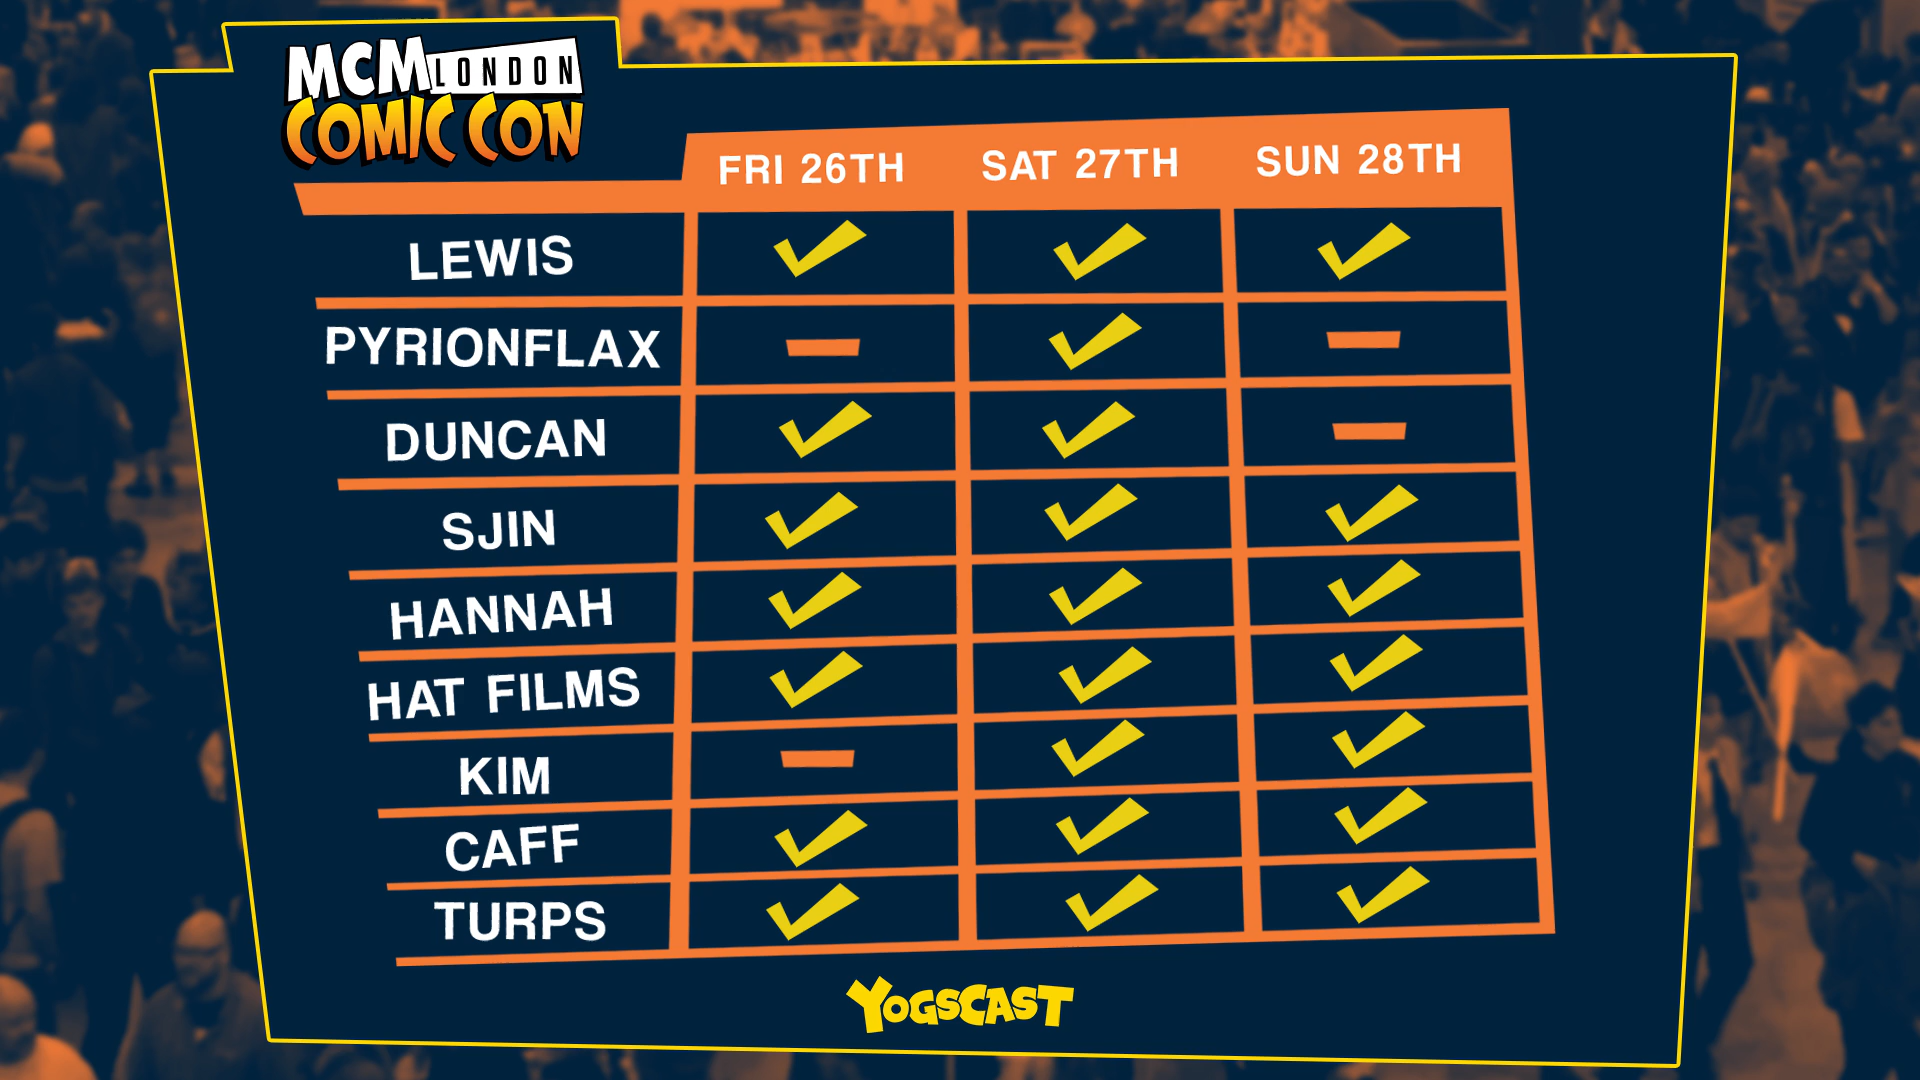 MCM LONDON
COMIC CON
FRI 26TH SAT 27TH SUN 28TH
LEWIS
PYRIONFLAX
DUNCAN
SJIN
HANNAH
HAT FILMS
KIM
CAFF
TURPS
YOGSCAST